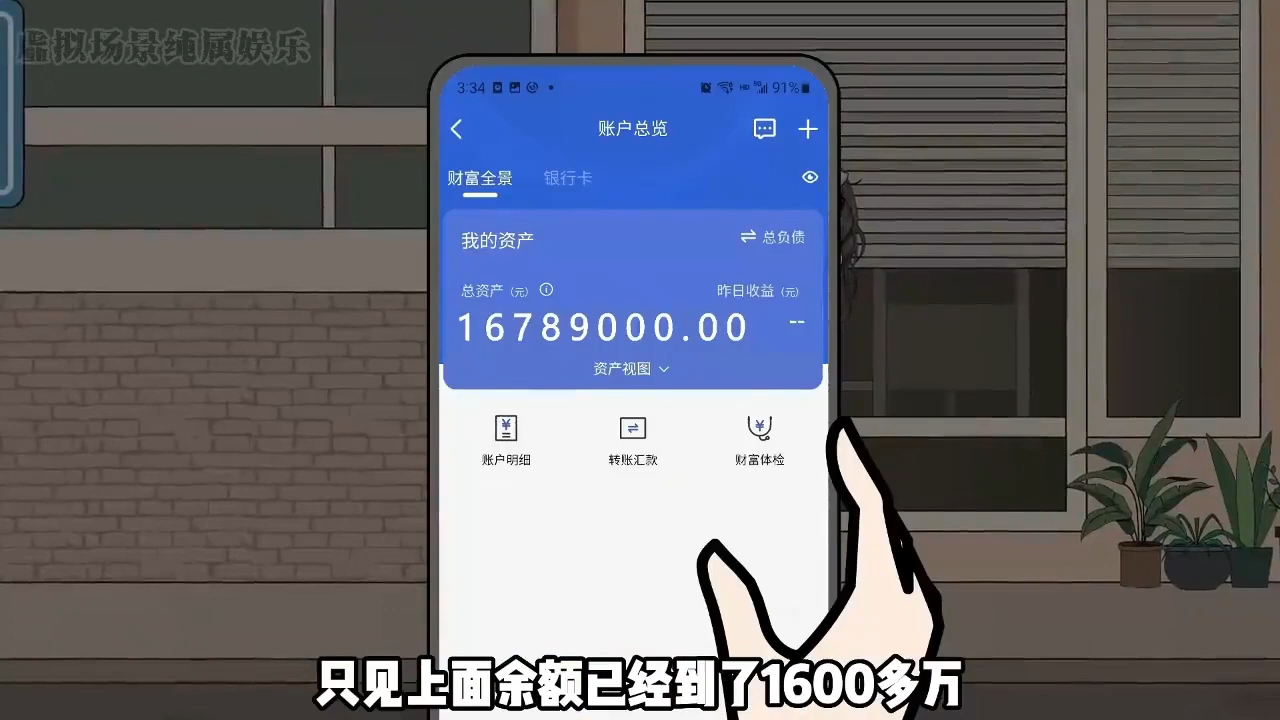 虚拟场景纯属娱乐
3:34
HD 5G 91%
账户总览
财富全景 银行卡
我的资产 总负债
总资产（元） 昨日收益（元）
16789000.00 --
资产视图
账户明细 转账汇款 财富体检
只见上面余额已经到了1600多万